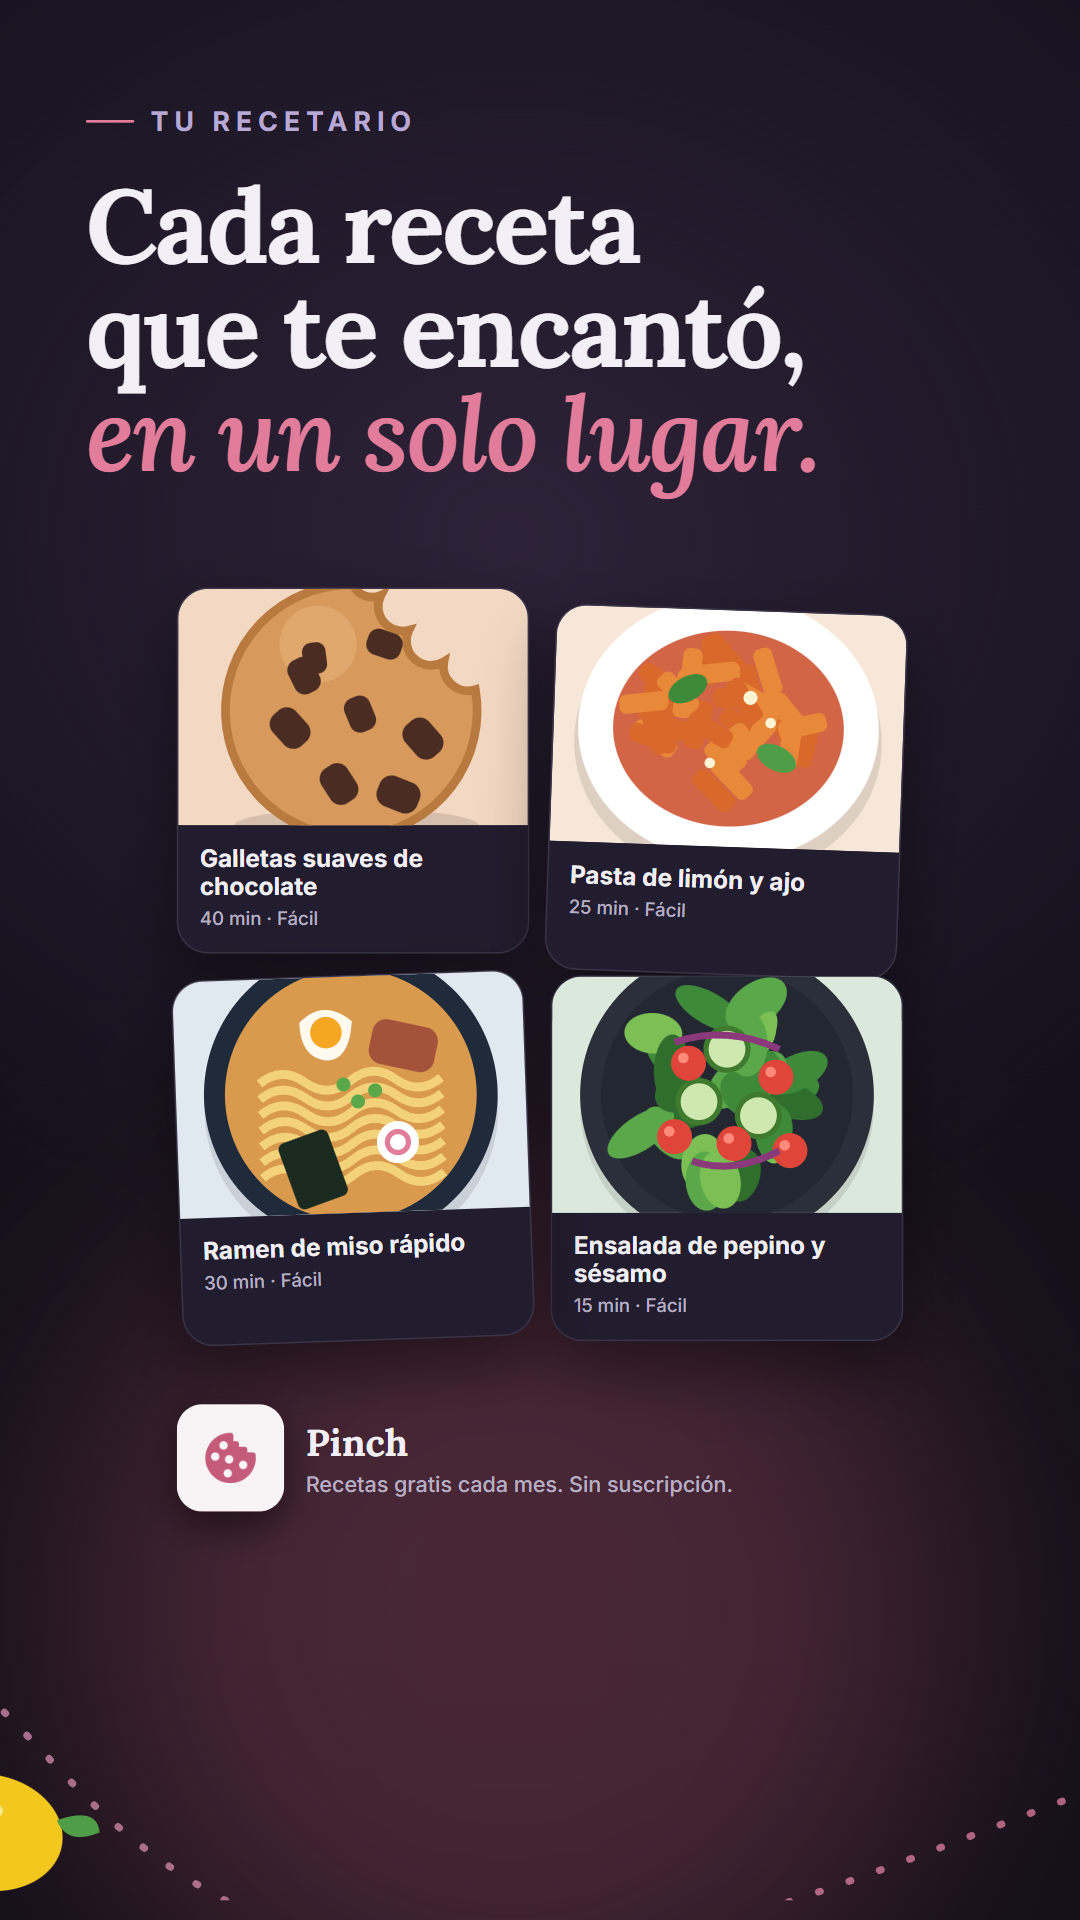 TU RECETARIO
Cada receta
que te encantó,
en un solo lugar.
Galletas suaves de
chocolate
40 min · Fácil
Pasta de limón y ajo
25 min · Fácil
Ramen de miso rápido
30 min · Fácil
Ensalada de pepino y
sésamo
15 min · Fácil
Pinch
Recetas gratis cada mes. Sin suscripción.